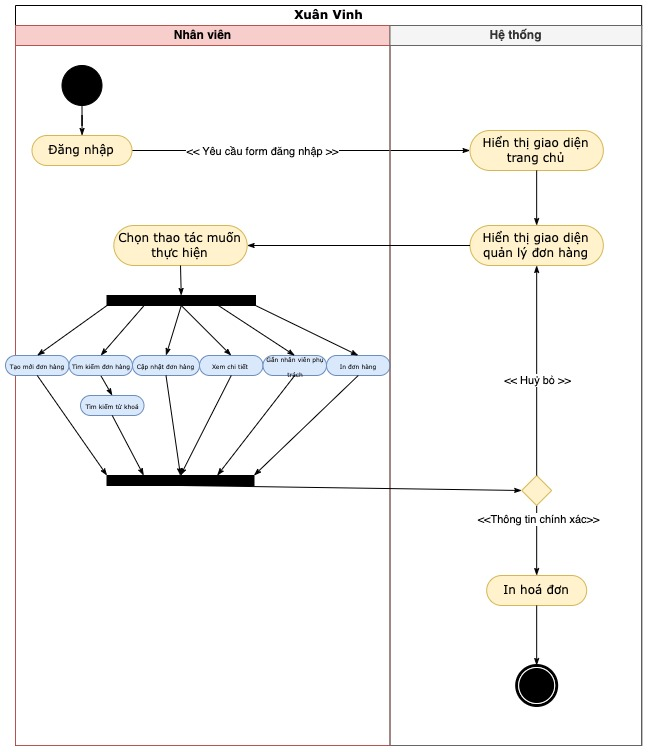 Xuân Vinh
Nhân viên
Hệ thống
Đăng nhập
<< Yêu cầu form đăng nhập >>
Hiển thị giao diện
trang chủ
Chọn thao tác muốn
thực hiện
Hiển thị giao diện
quản lý đơn hàng
Tạo mới đơn hàng
Tìm kiếm đơn hàng
Cập nhật đơn hàng
Xem chi tiết
Gắn nhân viên phụ
trách
In đơn hàng
<< Huỷ bỏ >>
Tìm kiếm từ khoá
<<Thông tin chính xác>>
In hoá đơn